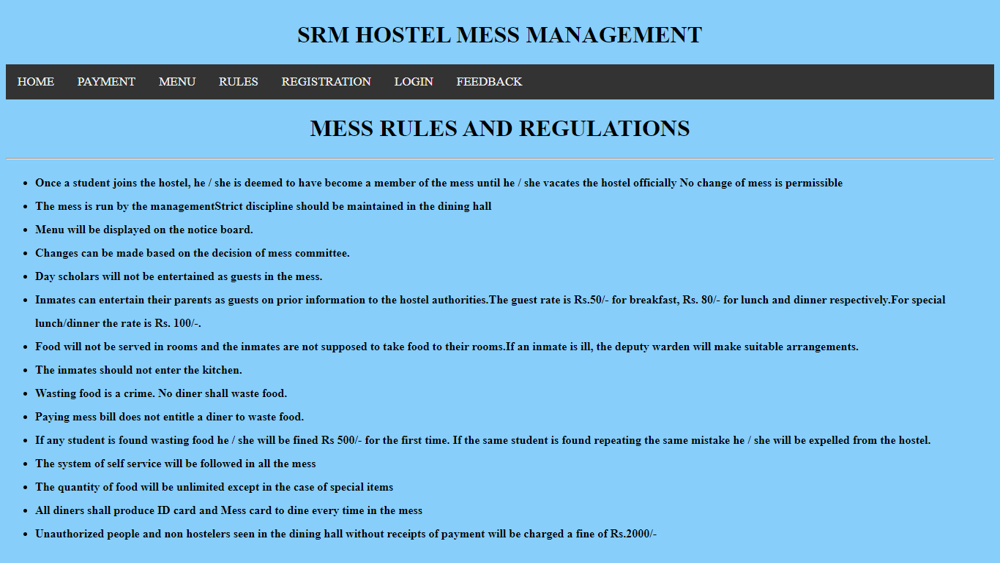 SRM HOSTEL MESS MANAGEMENT
HOME PAYMENT MENU RULES REGISTRATION LOGIN FEEDBACK
MESS RULES AND REGULATIONS
• Once a student joins the hostel, he / she is deemed to have become a member of the mess until he / she vacates the hostel officially No change of mess is permissible
• The mess is run by the managementStrict discipline should be maintained in the dining hall
• Menu will be displayed on the notice board.
• Changes can be made based on the decision of mess committee.
• Day scholars will not be entertained as guests in the mess.
• Inmates can entertain their parents as guests on prior information to the hostel authorities.The guest rate is Rs.50/- for breakfast, Rs. 80/- for lunch and dinner respectively.For special
lunch/dinner the rate is Rs. 100/-.
• Food will not be served in rooms and the inmates are not supposed to take food to their rooms.If an inmate is ill, the deputy warden will make suitable arrangements.
• The inmates should not enter the kitchen.
• Wasting food is a crime. No diner shall waste food.
• Paying mess bill does not entitle a diner to waste food.
• If any student is found wasting food he / she will be fined Rs 500/- for the first time. If the same student is found repeating the same mistake he / she will be expelled from the hostel.
• The system of self service will be followed in all the mess
• The quantity of food will be unlimited except in the case of special items
• All diners shall produce ID card and Mess card to dine every time in the mess
• Unauthorized people and non hostelers seen in the dining hall without receipts of payment will be charged a fine of Rs.2000/-